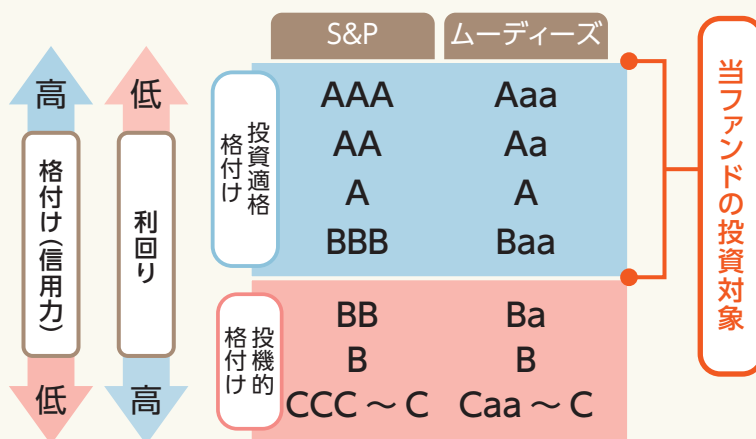 S&P ムーディーズ
高 低
格付け(信用力)
利回り
低 高
投資適格
格付け
AAA Aaa
AA Aa
A A
BBB Baa
投機的
格付け
BB Ba
B B
CCC ～ C Caa ～ C
当ファンドの投資対象